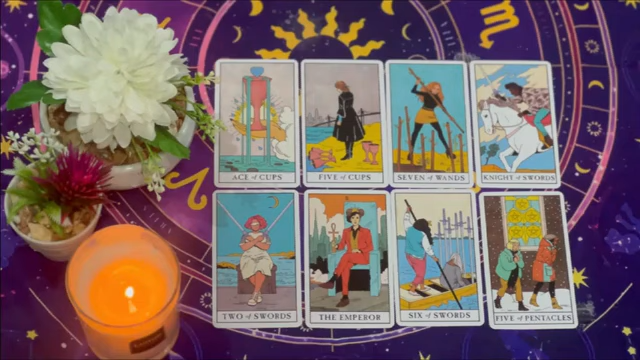 ACE of CUPS
FIVE of CUPS
SEVEN of WANDS
KNIGHT of SWORDS
TWO of SWORDS
THE EMPEROR
SIX of SWORDS
FIVE of PENTACLES